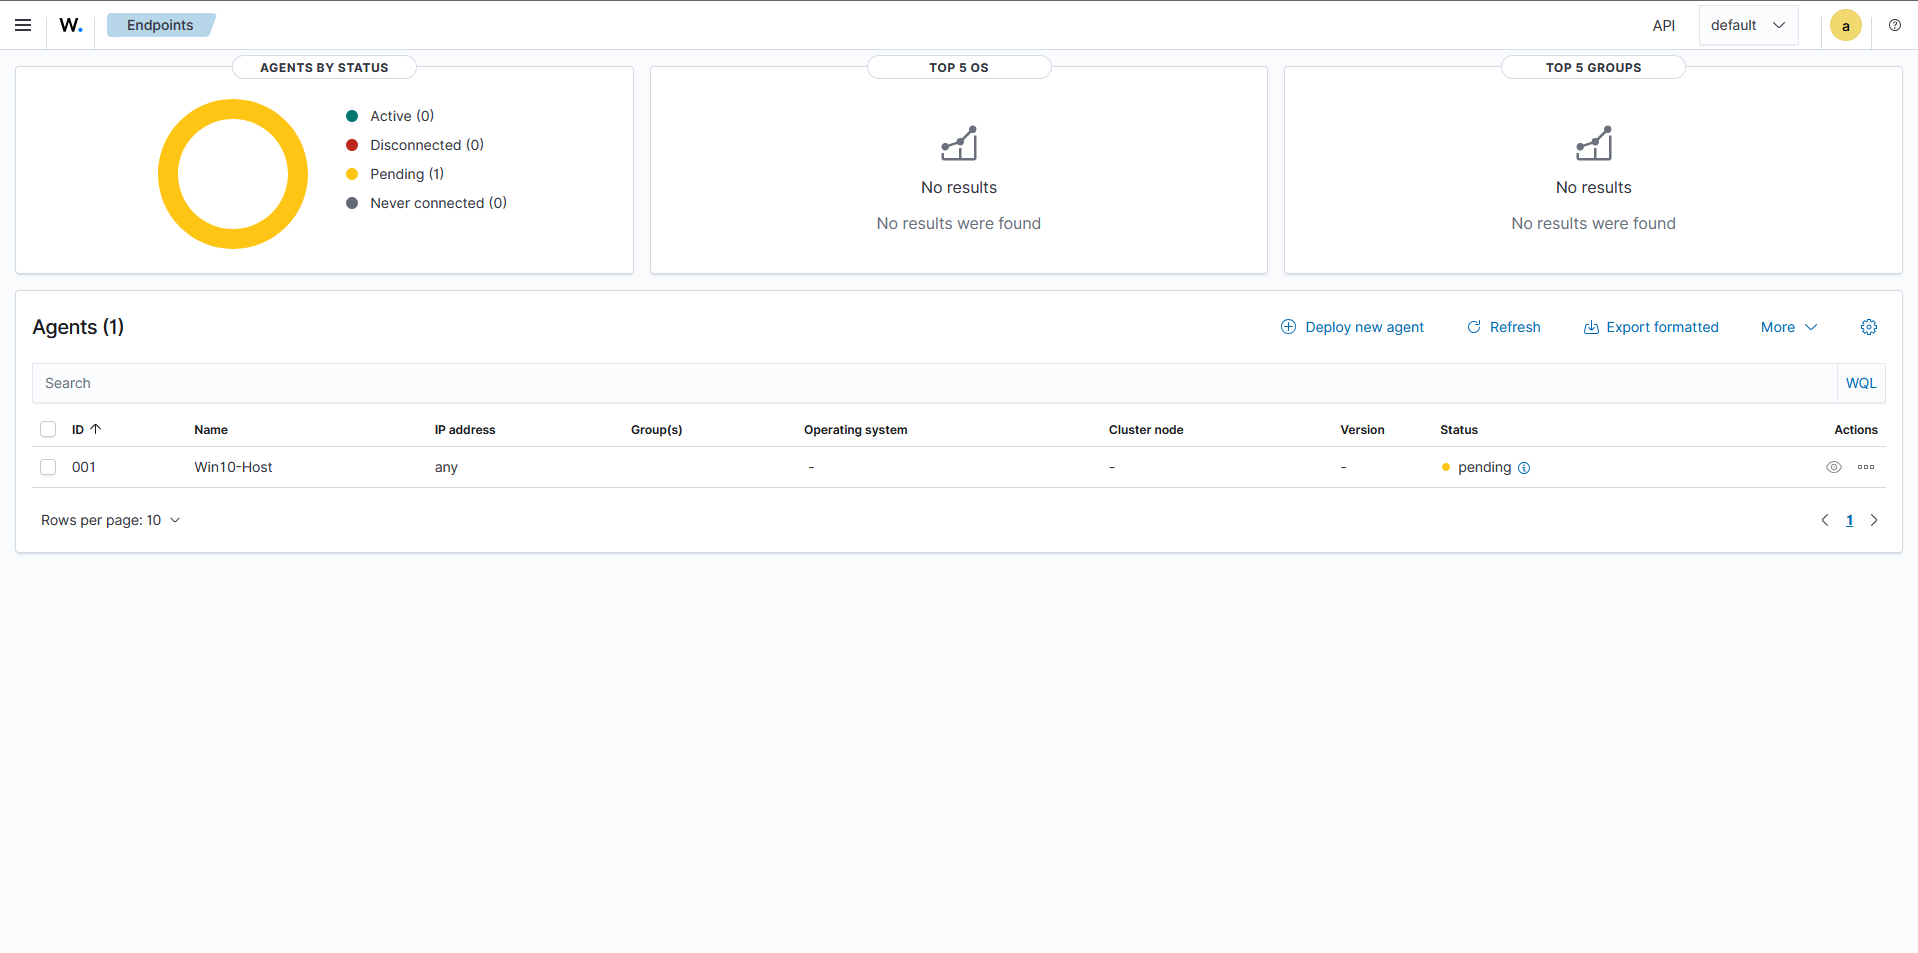 W. Endpoints API default a
AGENTS BY STATUS
Active (0)
Disconnected (0)
Pending (1)
Never connected (0)
TOP 5 OS
No results
No results were found
TOP 5 GROUPS
No results
No results were found
Agents (1) Deploy new agent Refresh Export formatted More
Search WQL
ID Name IP address Group(s) Operating system Cluster node Version Status Actions
001 Win10-Host any - - - pending
Rows per page: 10 1